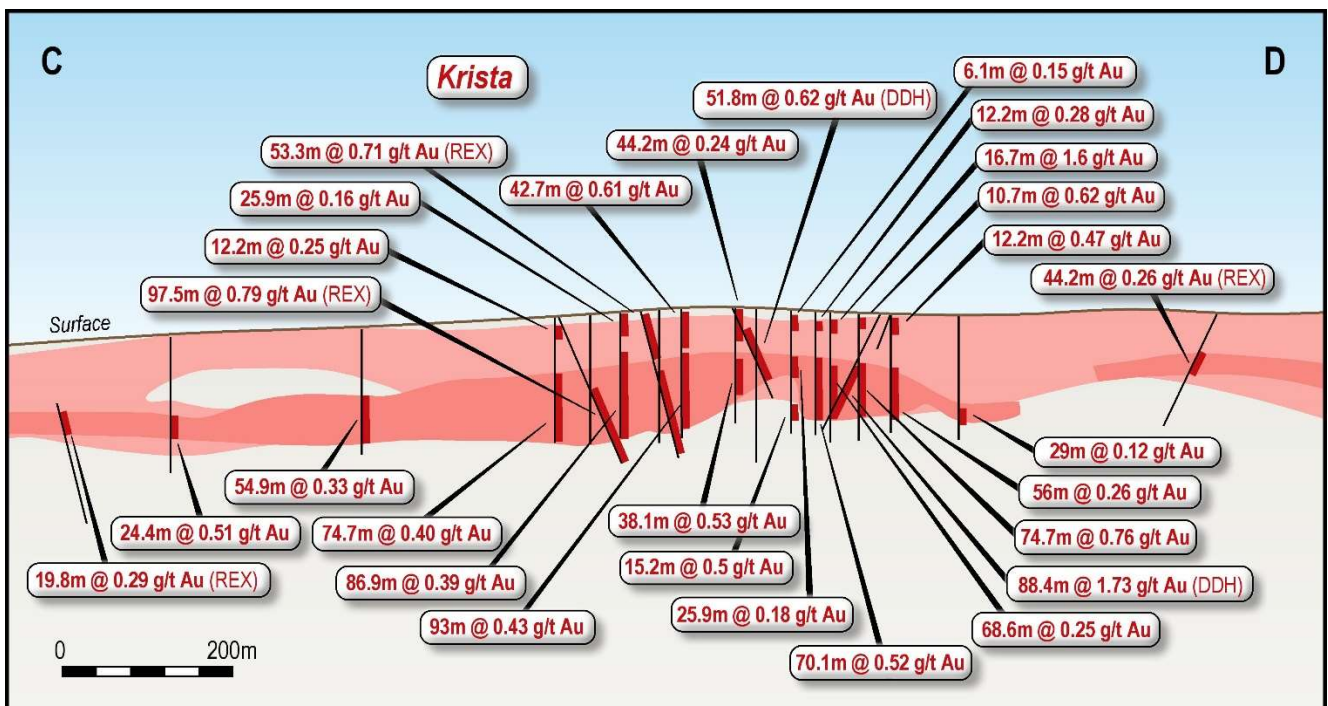 C
Krista
D
6.1m @ 0.15 g/t Au
51.8m @ 0.62 g/t Au (DDH)
12.2m @ 0.28 g/t Au
44.2m @ 0.24 g/t Au
53.3m @ 0.71 g/t Au (REX)
16.7m @ 1.6 g/t Au
42.7m @ 0.61 g/t Au
25.9m @ 0.16 g/t Au
10.7m @ 0.62 g/t Au
12.2m @ 0.25 g/t Au
12.2m @ 0.47 g/t Au
97.5m @ 0.79 g/t Au (REX)
44.2m @ 0.26 g/t Au (REX)
Surface
29m @ 0.12 g/t Au
54.9m @ 0.33 g/t Au
56m @ 0.26 g/t Au
24.4m @ 0.51 g/t Au
74.7m @ 0.40 g/t Au
38.1m @ 0.53 g/t Au
74.7m @ 0.76 g/t Au
15.2m @ 0.5 g/t Au
19.8m @ 0.29 g/t Au (REX)
86.9m @ 0.39 g/t Au
88.4m @ 1.73 g/t Au (DDH)
25.9m @ 0.18 g/t Au
93m @ 0.43 g/t Au
68.6m @ 0.25 g/t Au
70.1m @ 0.52 g/t Au
0 200m